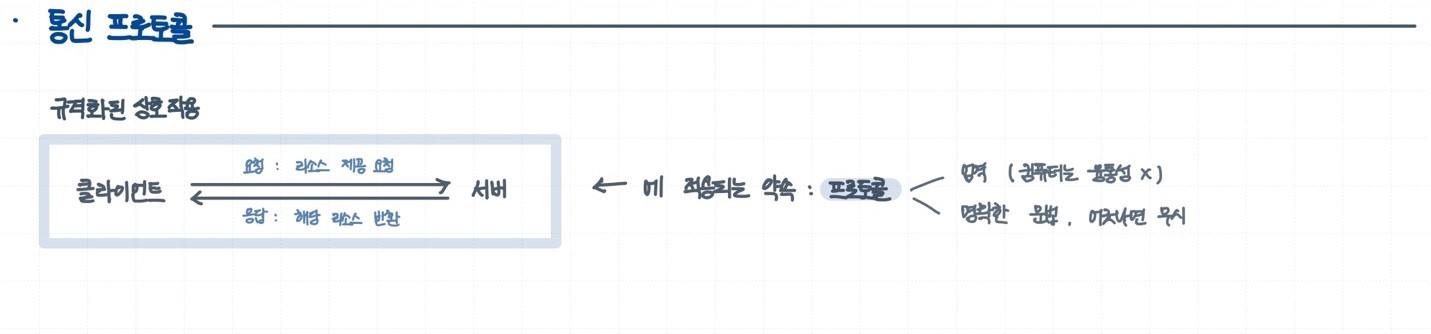 · 통신 프로토콜
규격화된 상호작용
요청 : 리소스 제공 요청
클라이언트 서버
응답 : 해당 리소스 반환
← 에 적용되는 약속 : 프로토콜
엄격 (컴퓨터는 융통성 x)
명확한 문법, 어긋나면 무시